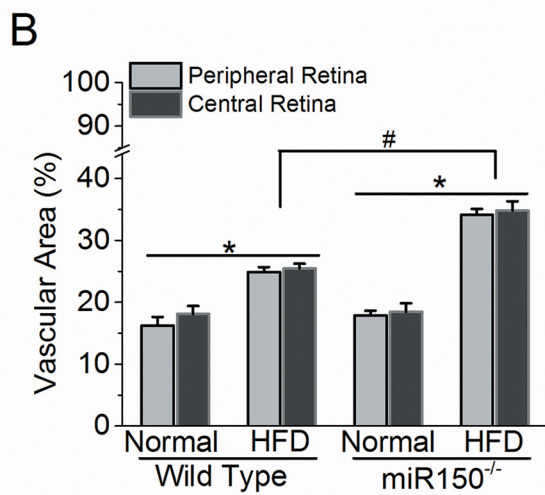 B
Peripheral Retina
Central Retina
Vascular Area (%)
100
90
40
30
20
10
0
#
*
*
Normal HFD Normal HFD
Wild Type miR150-/-